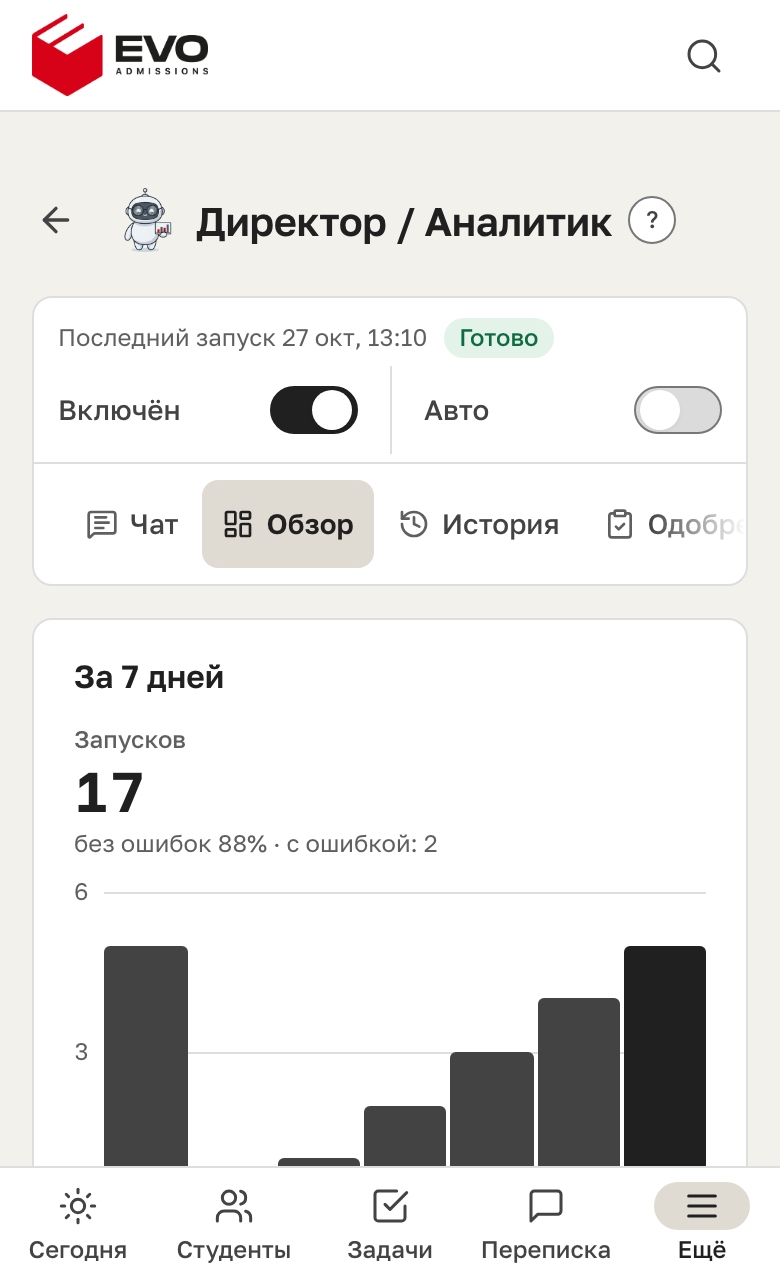 EVO
ADMISSIONS
Директор / Аналитик ?
Последний запуск 27 окт, 13:10 Готово
Включён Авто
Чат Обзор История Одобре
За 7 дней
Запусков
17
без ошибок 88% · с ошибкой: 2
6
3
Сегодня Студенты Задачи Переписка Ещё